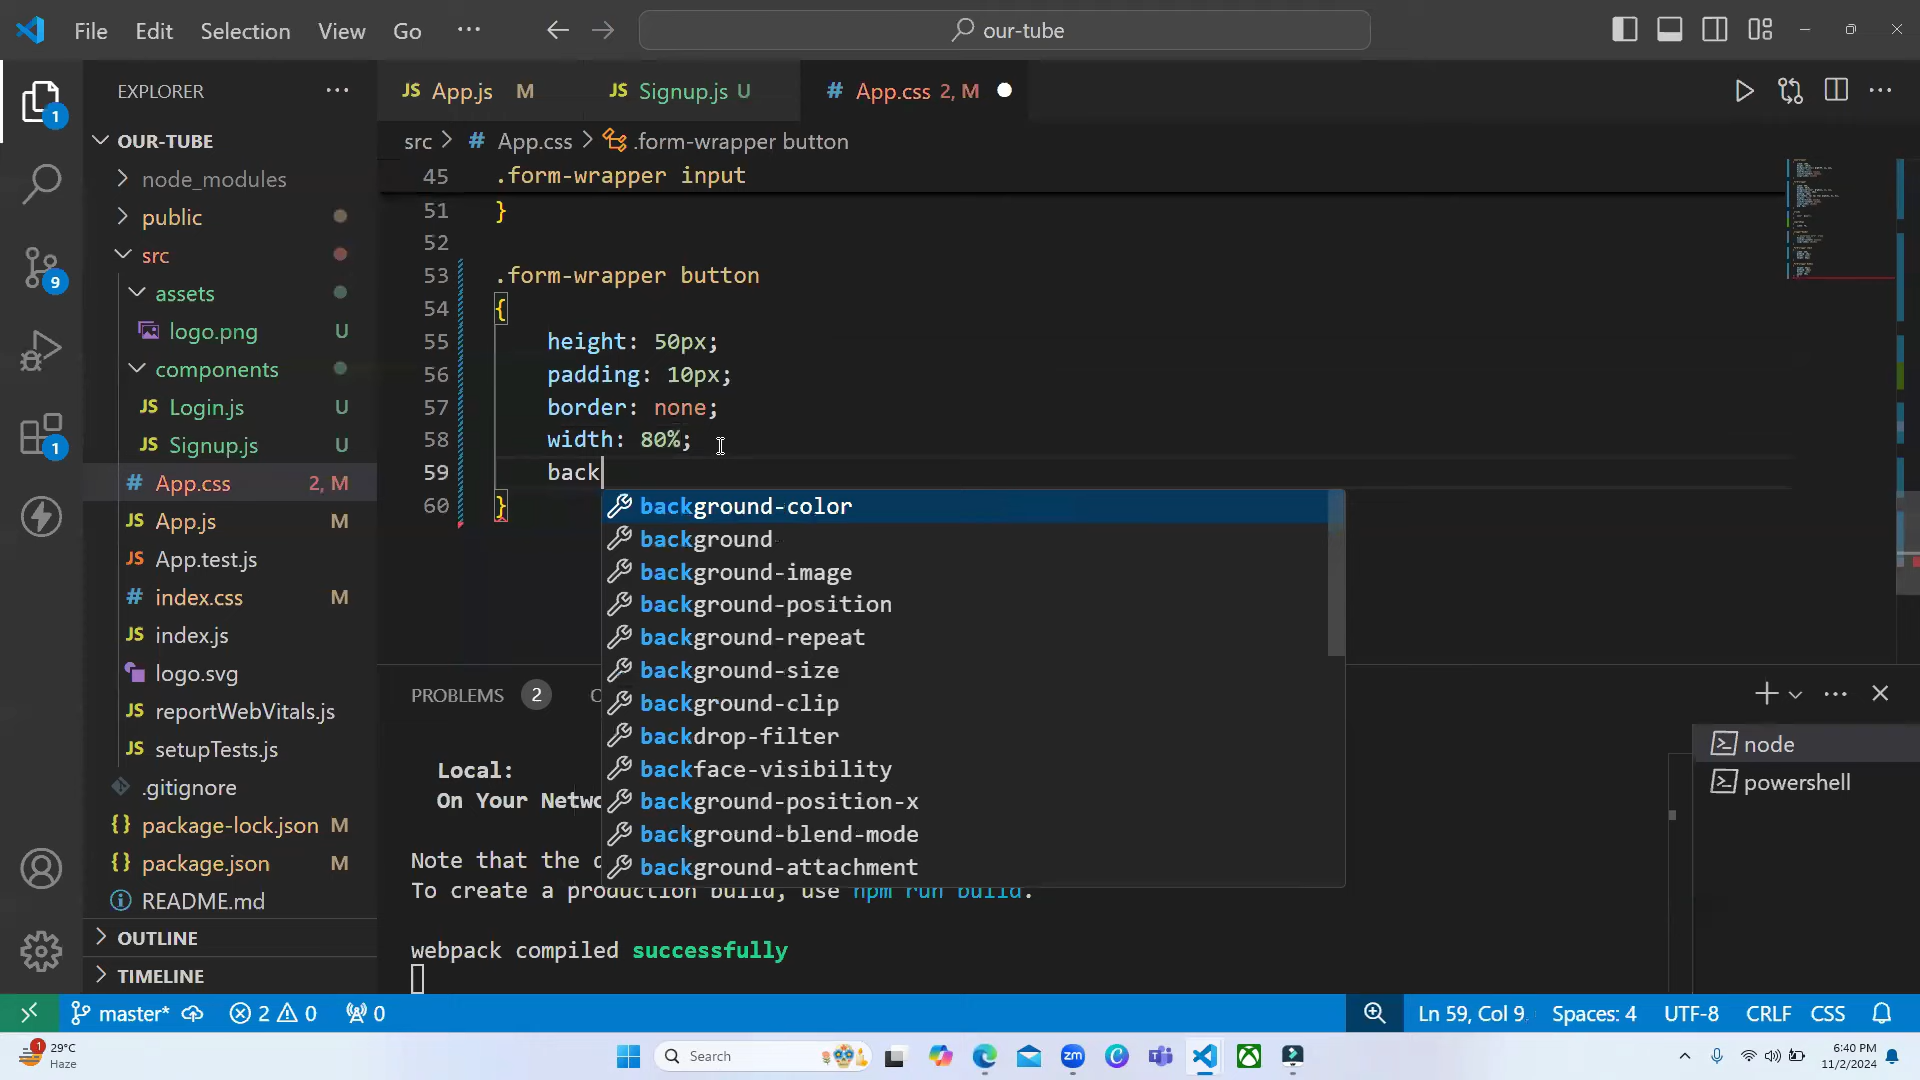 File Edit Selection View Go ··· our-tube
EXPLORER ···
OUR-TUBE
node_modules
public
src
assets
logo.png U
components
Login.js U
Signup.js U
App.css 2, M
App.js M
App.test.js
index.css M
index.js
logo.svg
reportWebVitals.js
setupTests.js
.gitignore
package-lock.json M
package.json M
README.md
OUTLINE
TIMELINE
1
9
1
JS App.js M JS Signup.js U # App.css 2, M
src > # App.css > .form-wrapper button
45 .form-wrapper input
51 }
52
53 .form-wrapper button
54 {
55 height: 50px;
56 padding: 10px;
57 border: none;
58 width: 80%;
59 back
60 }
background-color
background
background-image
background-position
background-repeat
background-size
background-clip
backdrop-filter
backface-visibility
background-position-x
background-blend-mode
background-attachment
PROBLEMS 2
Local:
On Your Netwo
Note that the
To create a production build, use npm run build.
webpack compiled successfully
node
powershell
master* 2 0 0 Ln 59, Col 9 Spaces: 4 UTF-8 CRLF CSS
29°C
Haze
1
Search
6:40 PM
11/2/2024